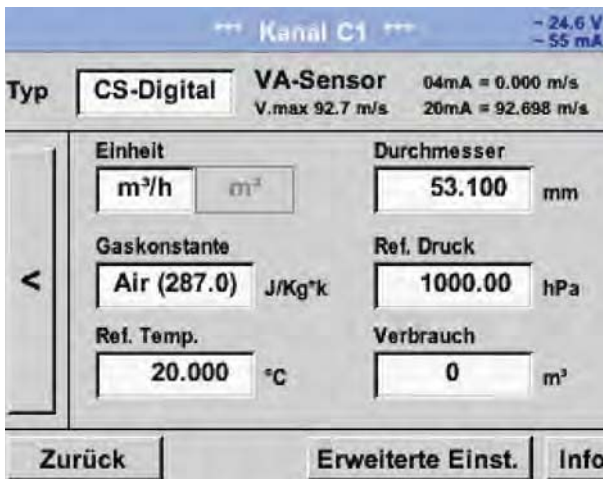 *** Kanal C1 ***
~ 24.6 V
~ 55 mA
Typ CS-Digital VA-Sensor 04mA = 0.000 m/s
V.max 92.7 m/s 20mA = 92.698 m/s
Einheit Durchmesser
m³/h m³ 53.100 mm
Gaskonstante Ref. Druck
< Air (287.0) J/Kg*k 1000.00 hPa
Ref. Temp. Verbrauch
20.000 °C 0 m³
Zurück Erweiterte Einst. Info